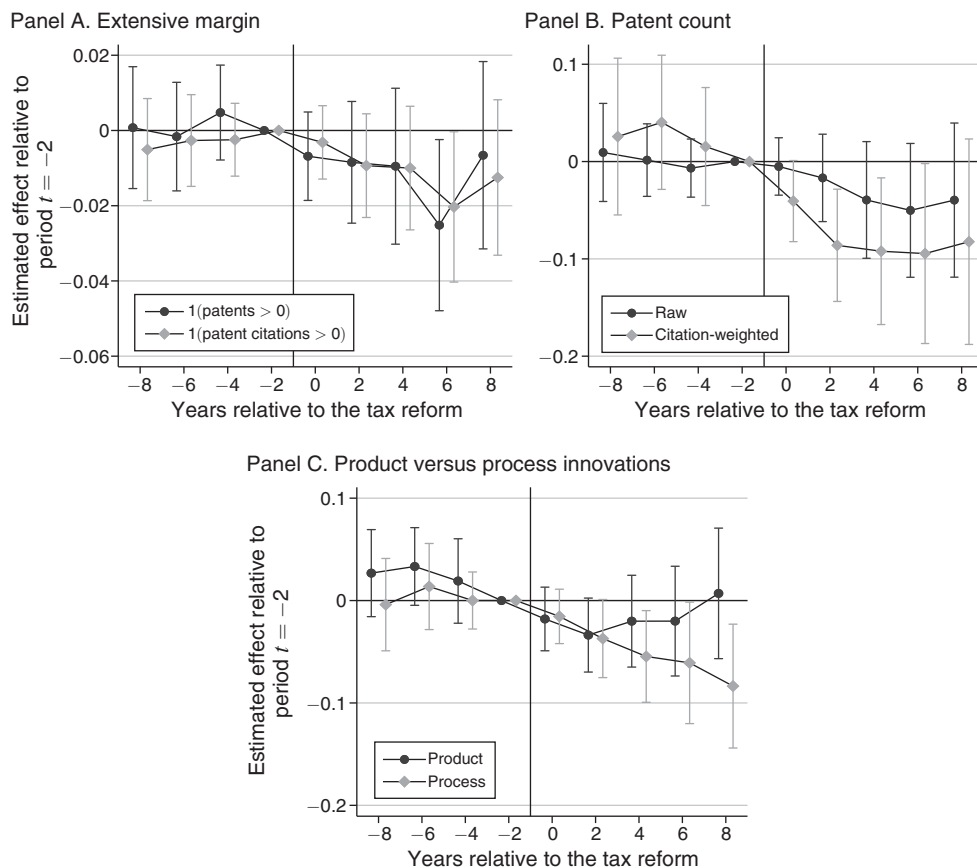 Panel A. Extensive margin
Estimated effect relative to
period t = −2
0.02
0
−0.02
−0.04
−0.06
1(patents > 0)
1(patent citations > 0)
−8 −6 −4 −2 0 2 4 6 8
Years relative to the tax reform
Panel B. Patent count
0.1
0
−0.1
−0.2
Raw
Citation-weighted
−8 −6 −4 −2 0 2 4 6 8
Years relative to the tax reform
Panel C. Product versus process innovations
Estimated effect relative to
period t = −2
0.1
0
−0.1
−0.2
Product
Process
−8 −6 −4 −2 0 2 4 6 8
Years relative to the tax reform